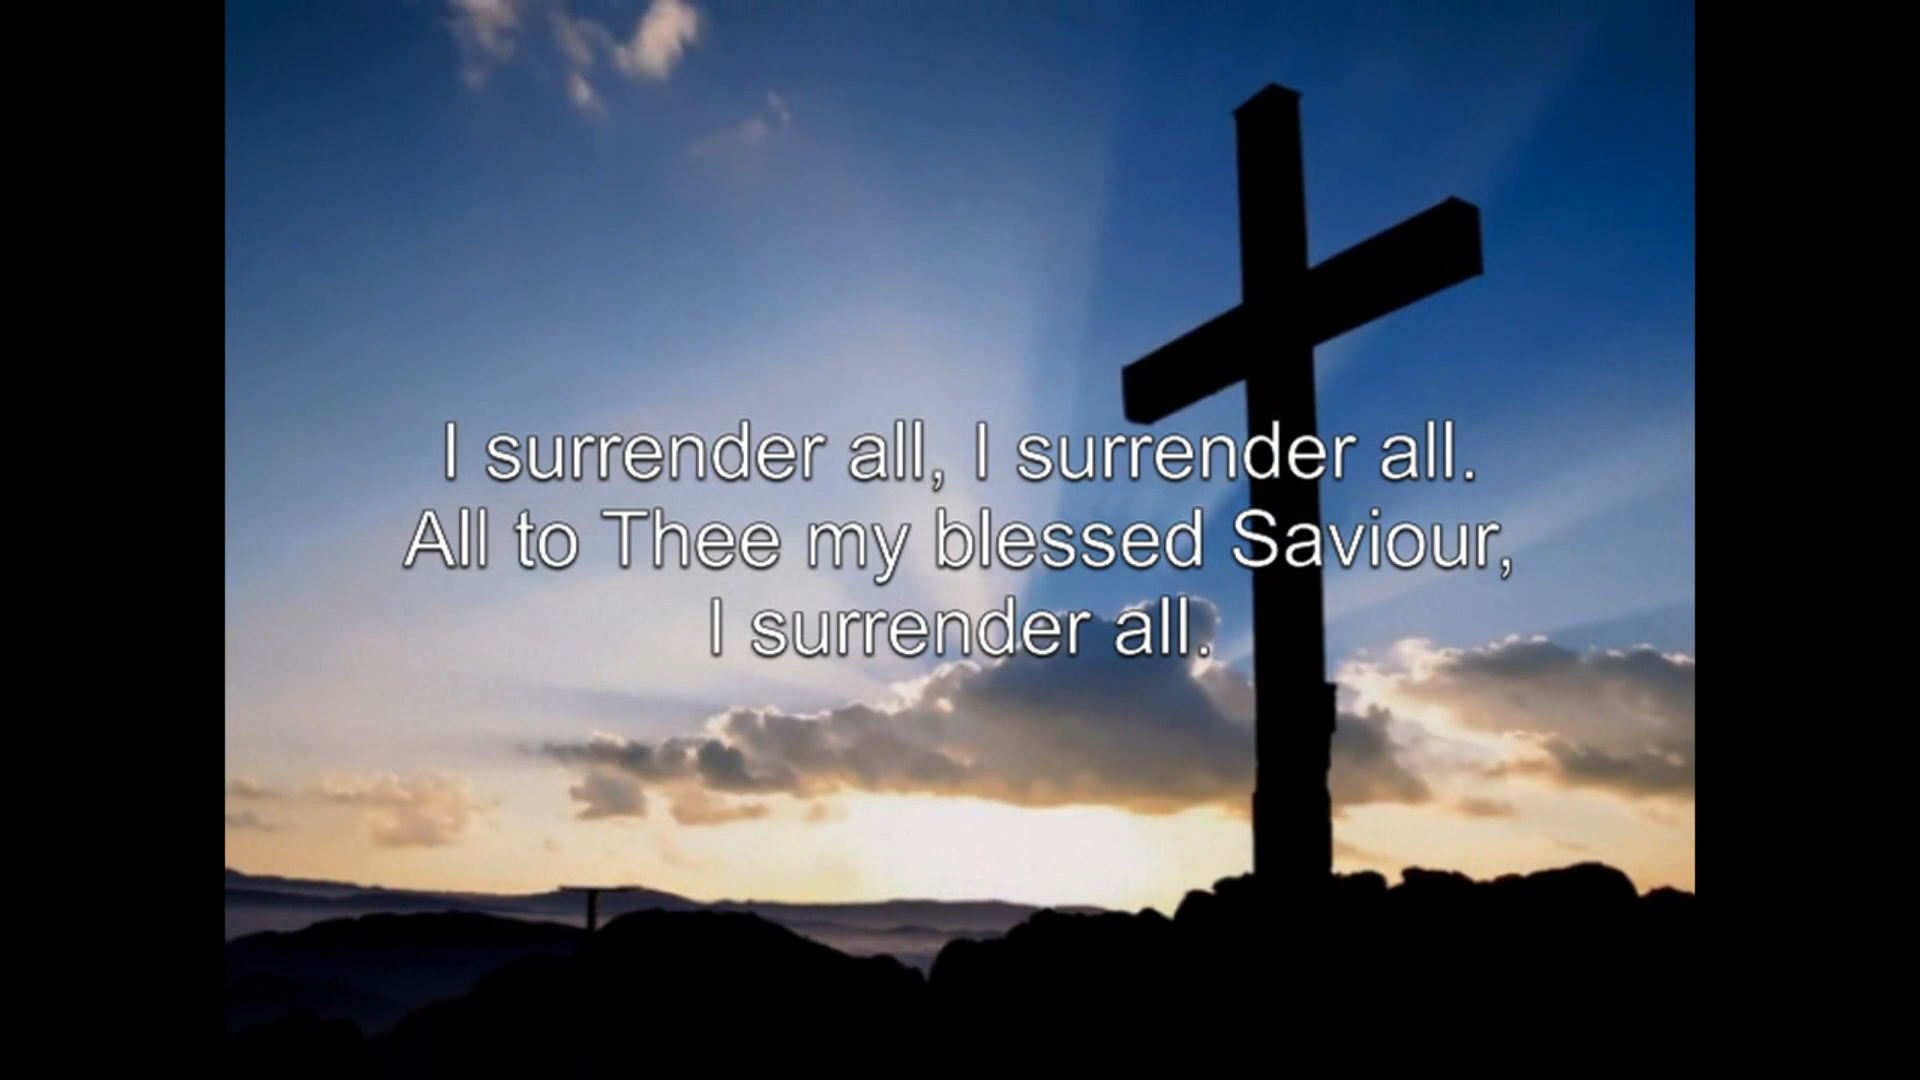 I surrender all, I surrender all.
All to Thee my blessed Saviour,
I surrender all.